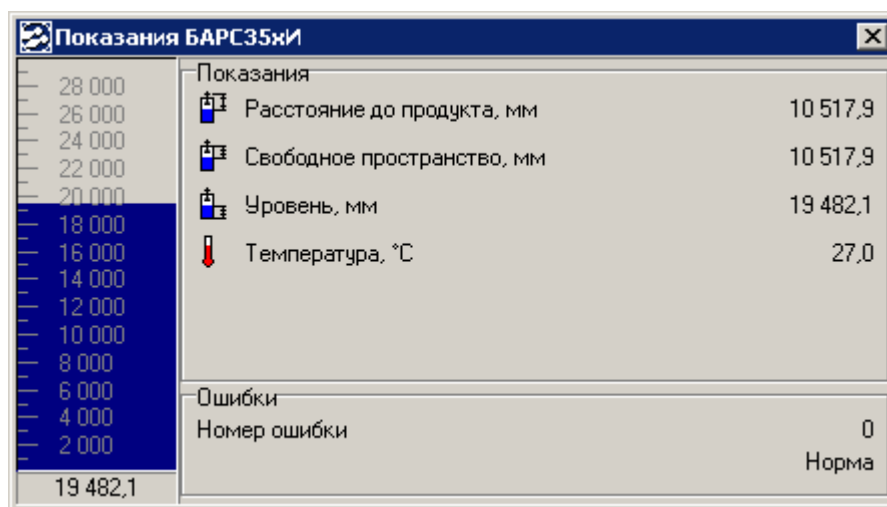 Показания БАРС35хИ
28 000
26 000
24 000
22 000
20 000
18 000
16 000
14 000
12 000
10 000
8 000
6 000
4 000
2 000
19 482,1
Показания
Расстояние до продукта, мм 10 517,9
Свободное пространство, мм 10 517,9
Уровень, мм 19 482,1
Температура, °C 27,0
Ошибки
Номер ошибки 0
Норма